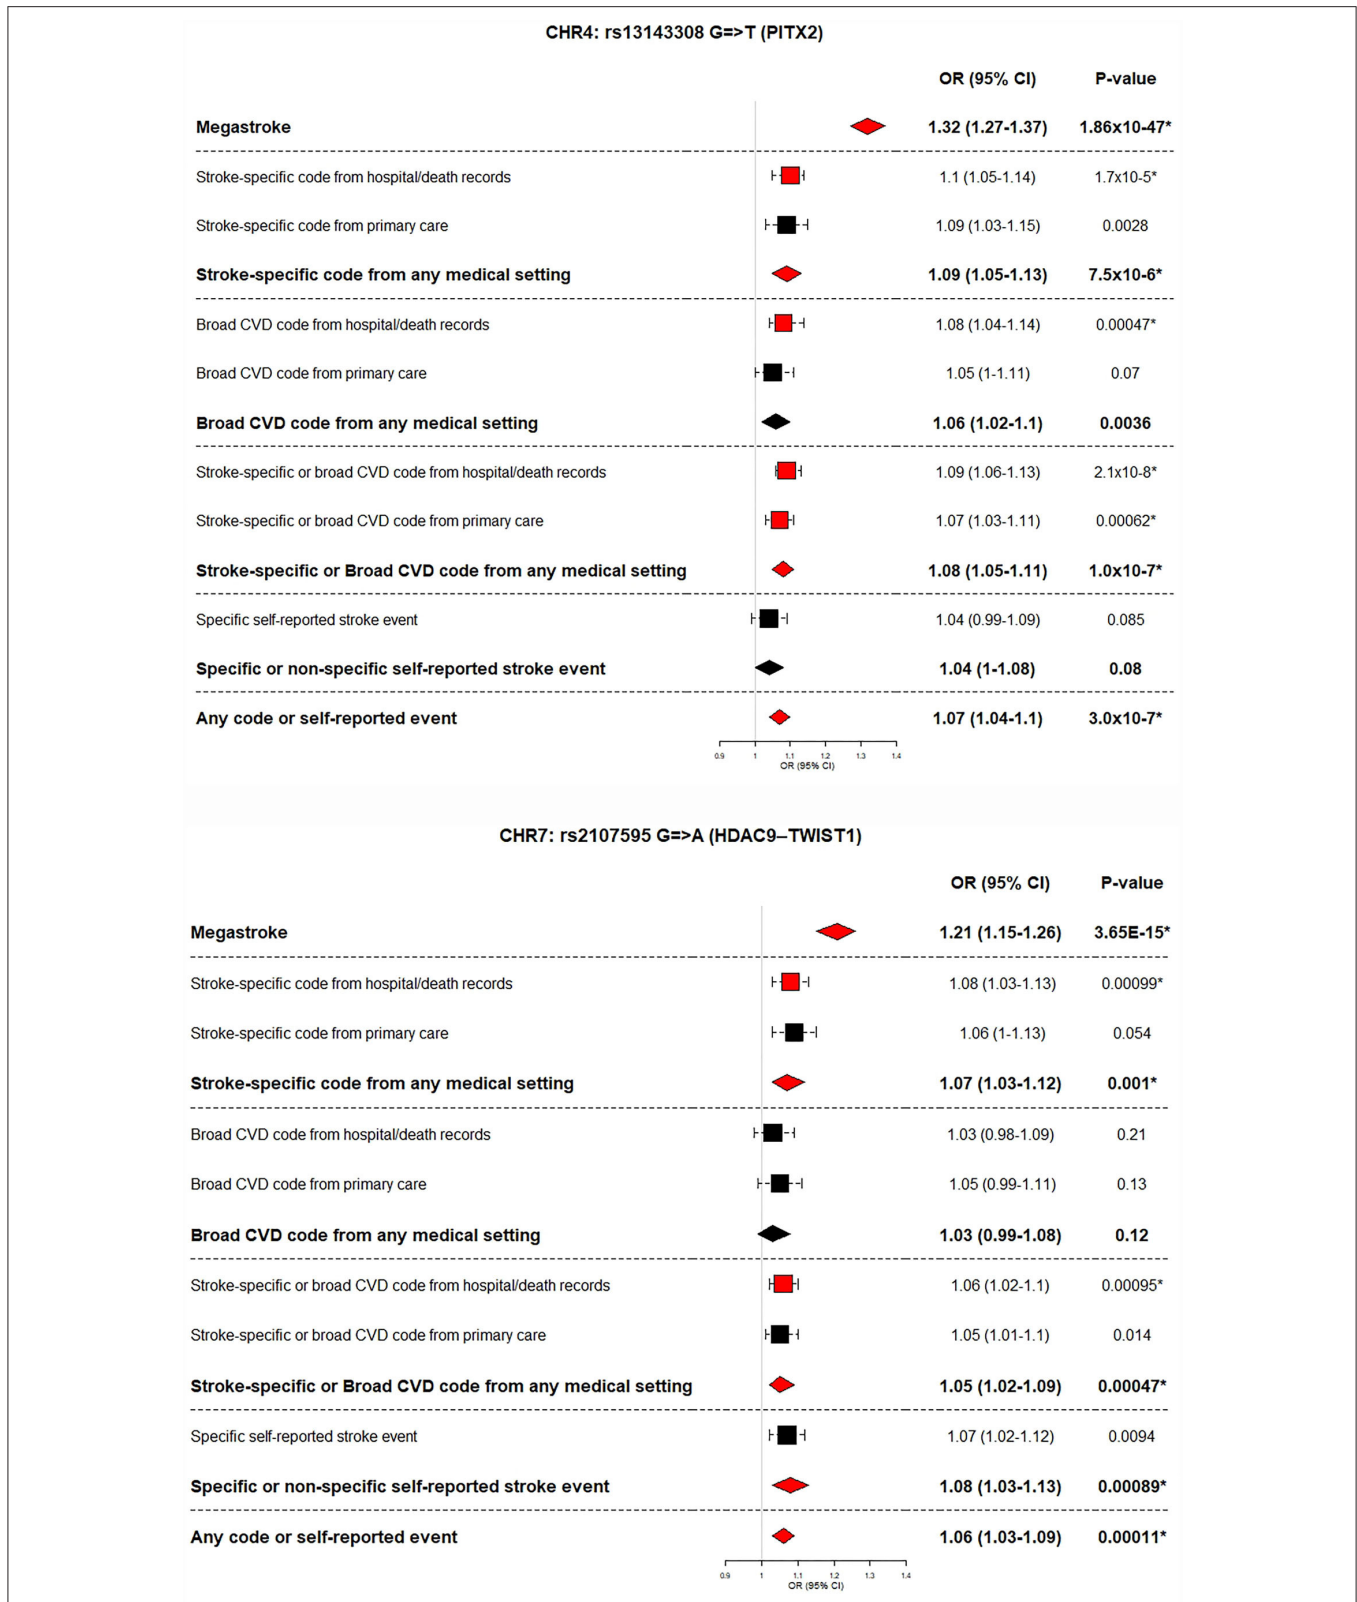 CHR4: rs13143308 G=>T (PITX2)
OR (95% CI) P-value
Megastroke 1.32 (1.27-1.37) 1.86x10-47*
Stroke-specific code from hospital/death records 1.1 (1.05-1.14) 1.7x10-5*
Stroke-specific code from primary care 1.09 (1.03-1.15) 0.0028
Stroke-specific code from any medical setting 1.09 (1.05-1.13) 7.5x10-6*
Broad CVD code from hospital/death records 1.08 (1.04-1.14) 0.00047*
Broad CVD code from primary care 1.05 (1-1.11) 0.07
Broad CVD code from any medical setting 1.06 (1.02-1.1) 0.0036
Stroke-specific or broad CVD code from hospital/death records 1.09 (1.06-1.13) 2.1x10-8*
Stroke-specific or broad CVD code from primary care 1.07 (1.03-1.11) 0.00062*
Stroke-specific or Broad CVD code from any medical setting 1.08 (1.05-1.11) 1.0x10-7*
Specific self-reported stroke event 1.04 (0.99-1.09) 0.085
Specific or non-specific self-reported stroke event 1.04 (1-1.08) 0.08
Any code or self-reported event 1.07 (1.04-1.1) 3.0x10-7*
0.9 1 1.1 1.2 1.3 1.4
OR (95% CI)
CHR7: rs2107595 G=>A (HDAC9–TWIST1)
OR (95% CI) P-value
Megastroke 1.21 (1.15-1.26) 3.65E-15*
Stroke-specific code from hospital/death records 1.08 (1.03-1.13) 0.00099*
Stroke-specific code from primary care 1.06 (1-1.13) 0.054
Stroke-specific code from any medical setting 1.07 (1.03-1.12) 0.001*
Broad CVD code from hospital/death records 1.03 (0.98-1.09) 0.21
Broad CVD code from primary care 1.05 (0.99-1.11) 0.13
Broad CVD code from any medical setting 1.03 (0.99-1.08) 0.12
Stroke-specific or broad CVD code from hospital/death records 1.06 (1.02-1.1) 0.00095*
Stroke-specific or broad CVD code from primary care 1.05 (1.01-1.1) 0.014
Stroke-specific or Broad CVD code from any medical setting 1.05 (1.02-1.09) 0.00047*
Specific self-reported stroke event 1.07 (1.02-1.12) 0.0094
Specific or non-specific self-reported stroke event 1.08 (1.03-1.13) 0.00089*
Any code or self-reported event 1.06 (1.03-1.09) 0.00011*
0.9 1 1.1 1.2 1.3 1.4
OR (95% CI)